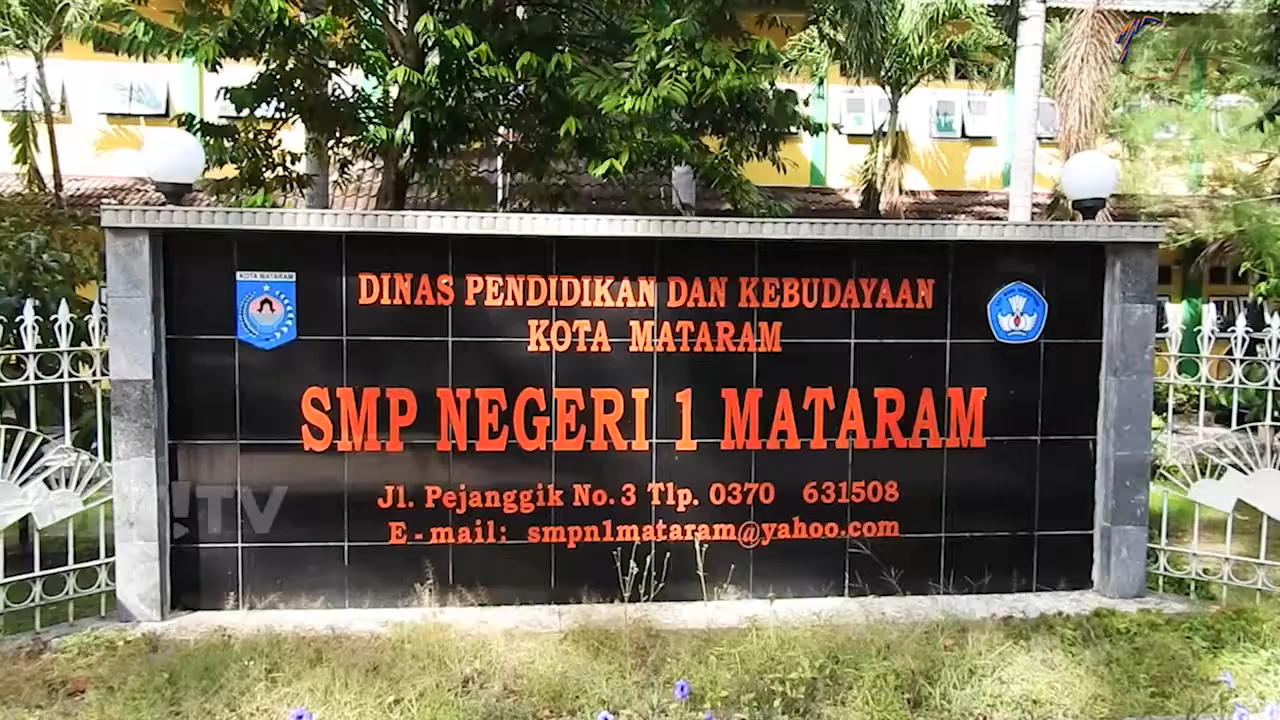 KOTA MATARAM
DINAS PENDIDIKAN DAN KEBUDAYAAN
KOTA MATARAM
SMP NEGERI 1 MATARAM
Jl. Pejanggik No. 3 Tlp. 0370 631508
E-mail: smpn1mataram@yahoo.com
!TV